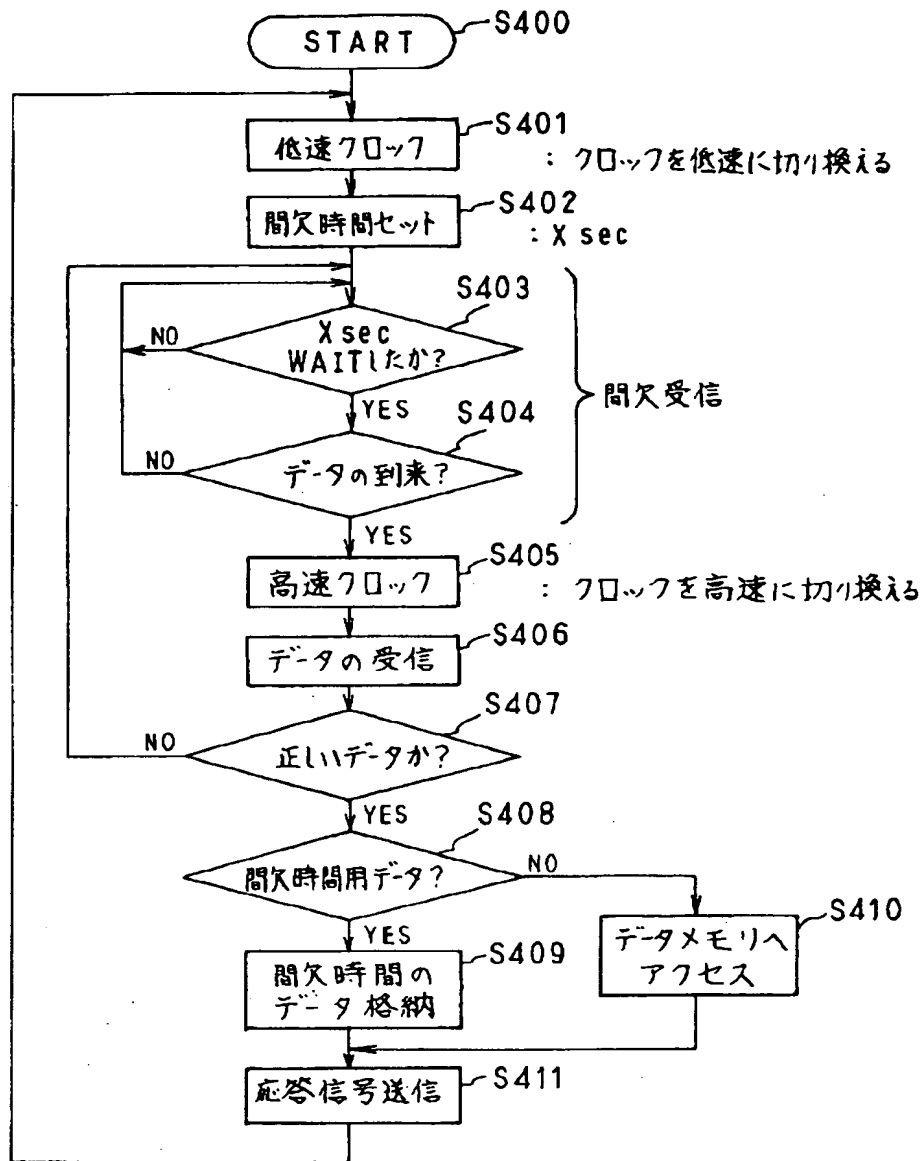 START
S400
S401
低速クロック
: クロックを低速に切り換える
S402
間欠時間セット
: X sec
S403
NO
X sec
WAITしたか?
YES
間欠受信
S404
NO
データの到来?
YES
S405
高速クロック
: クロックを高速に切り換える
S406
データの受信
S407
NO
正しいデータか?
YES
S408
間欠時間用データ?
NO
YES
S410
データメモリへ
アクセス
S409
間欠時間の
データ格納
S411
応答信号送信